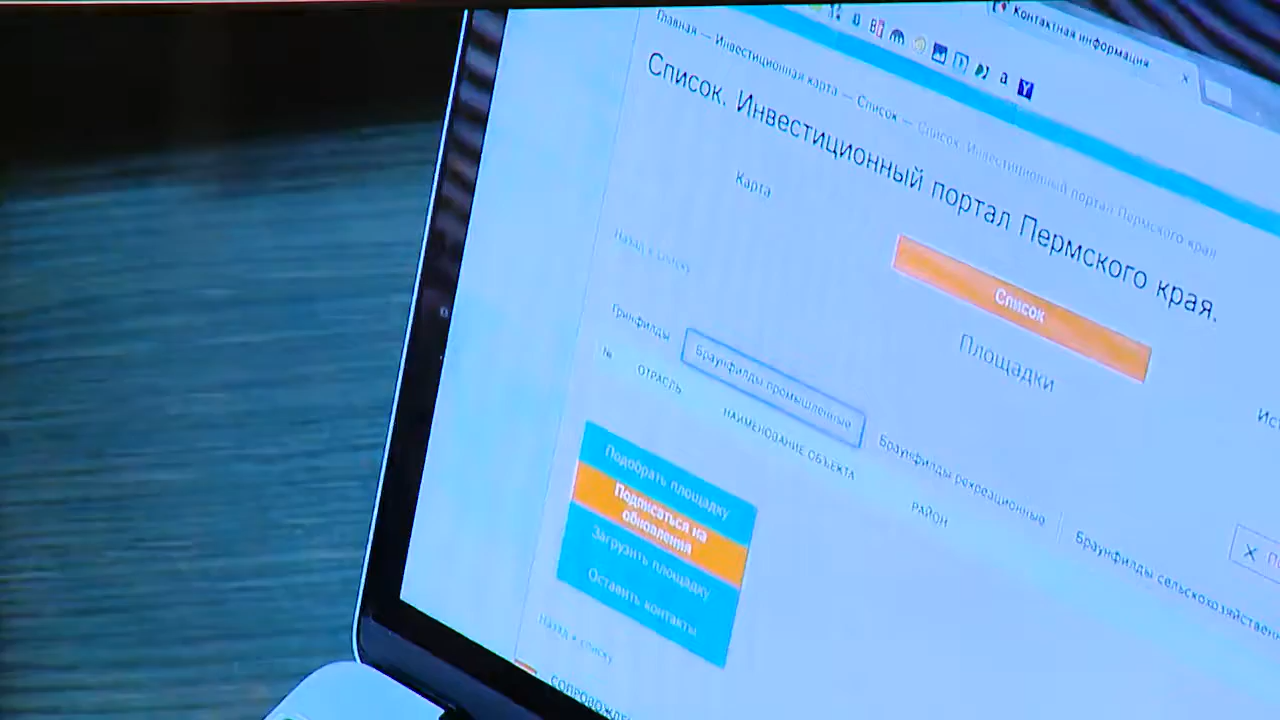 Контактная информация
Главная — Инвестиционная карта — Список — Список. Инвестиционный портал Пермского края
Список. Инвестиционный портал Пермского края.
Карта
Список
Назад к списку
Площадки
Гринфилды
Браунфилды промышленные
Браунфилды рекреационные
Браунфилды сельскохозяйственн
№
ОТРАСЛЬ
НАИМЕНОВАНИЕ ОБЪЕКТА
РАЙОН
Подобрать площадку
Подписаться на
обновления
Загрузить площадку
Оставить контакты
Назад к списку